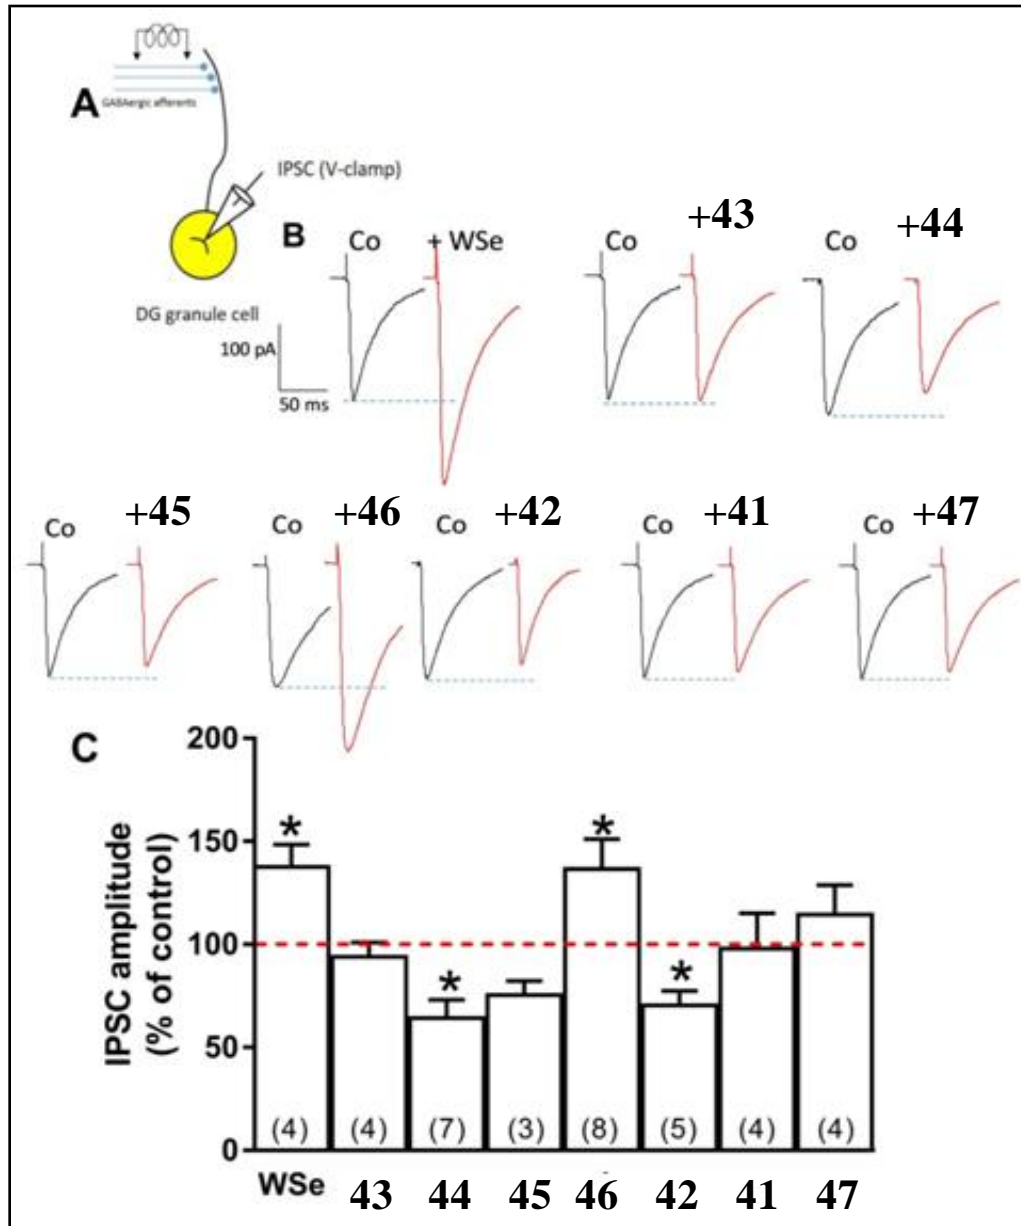 A
GABAergic afferents
IPSC (V-clamp)
DG granule cell
100 pA
50 ms
B
Co + WSe
Co +43
Co +44
Co +45
Co +46
Co +42
Co +41
Co +47
C
IPSC amplitude
(% of control)
200
150
100
50
0
* * * *
(4) (4) (7) (3) (8) (5) (4) (4)
WSe 43 44 45 46 42 41 47